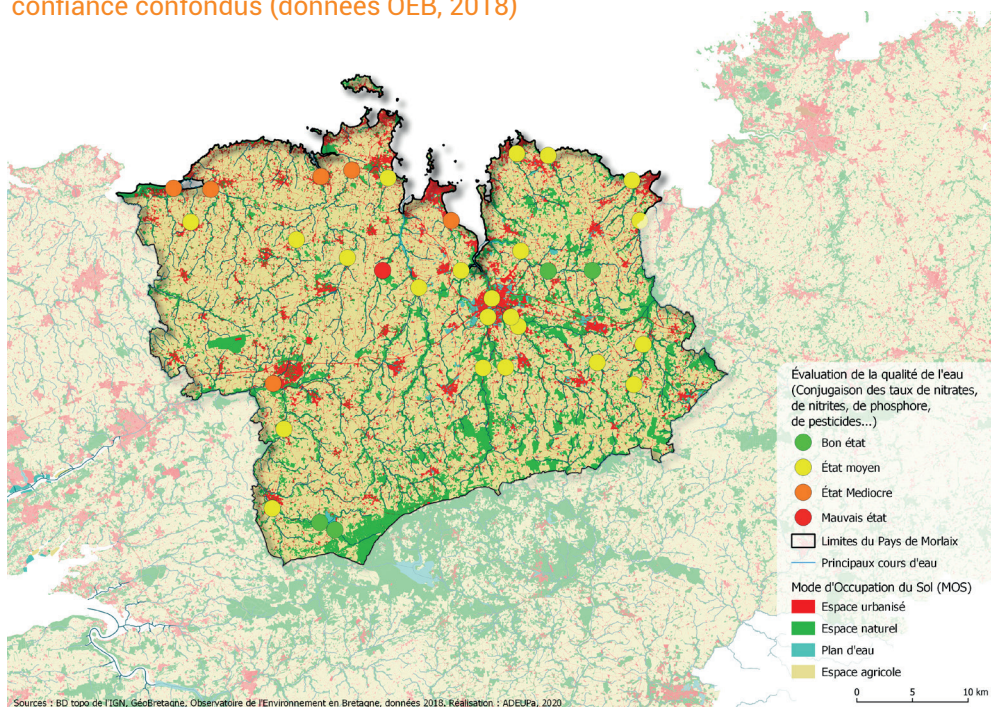 confiance confondus (données OEB, 2018)
Évaluation de la qualité de l'eau
(Conjugaison des taux de nitrates,
de nitrites, de phosphore,
de pesticides...)
Bon état
État moyen
État Mediocre
Mauvais état
Limites du Pays de Morlaix
Principaux cours d'eau
Mode d'Occupation du Sol (MOS)
Espace urbanisé
Espace naturel
Plan d'eau
Espace agricole
0 5 10 km
Sources : BD topo de l'IGN, GéoBretagne, Observatoire de l'Environnement en Bretagne, données 2018. Réalisation : ADEUPa, 2020